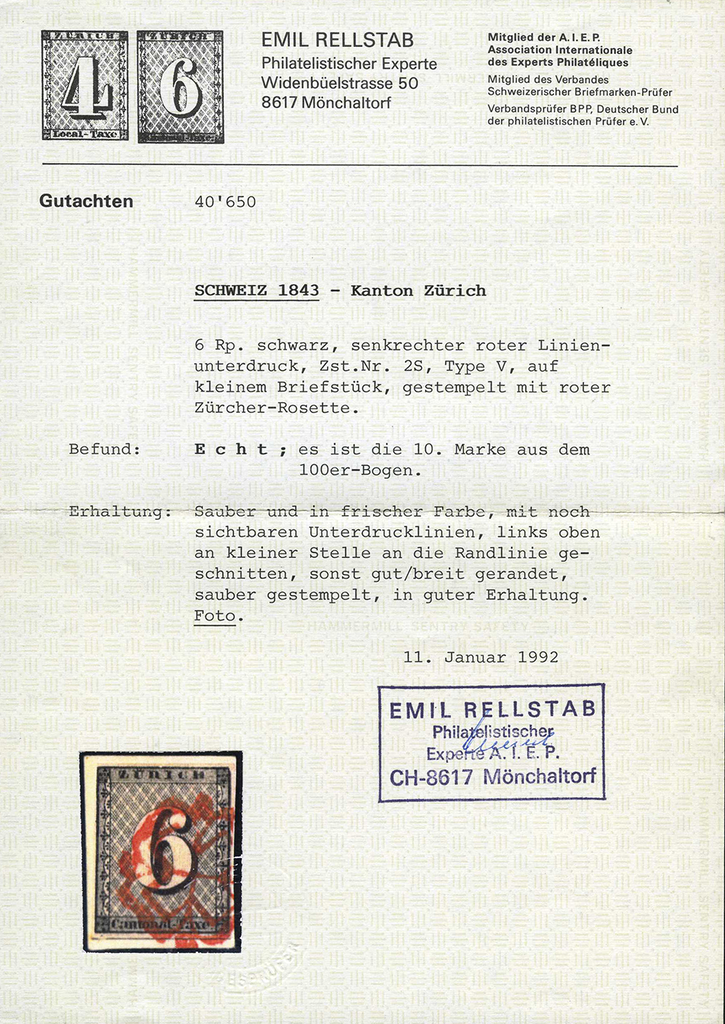 ZÜRICH
4
Local-Taxe
ZÜRICH
6
EMIL RELLSTAB
Philatelistischer Experte
Widenbüelstrasse 50
8617 Mönchaltorf
Mitglied der A. I. E. P.
Association Internationale
des Experts Philatéliques
Mitglied des Verbandes
Schweizerischer Briefmarken-Prüfer
Verbandsprüfer BPP, Deutscher Bund
der philatelistischen Prüfer e. V.
Gutachten 40'650
SCHWEIZ 1843 - Kanton Zürich
6 Rp. schwarz, senkrechter roter Linien-
unterdruck, Zst.Nr. 2S, Type V, auf
kleinem Briefstück, gestempelt mit roter
Zürcher-Rosette.
Befund: E c h t ; es ist die 10. Marke aus dem
100er-Bogen.
Erhaltung: Sauber und in frischer Farbe, mit noch
sichtbaren Unterdrucklinien, links oben
an kleiner Stelle an die Randlinie ge-
schnitten, sonst gut/breit gerandet,
sauber gestempelt, in guter Erhaltung.
Foto.
HAMMERMILL SENTRY SAFETY
11. Januar 1992
EMIL RELLSTAB
Philatelistischer
Experte A. I. E. P.
CH-8617 Mönchaltorf
ZÜRICH
6
Cantonal-Taxe